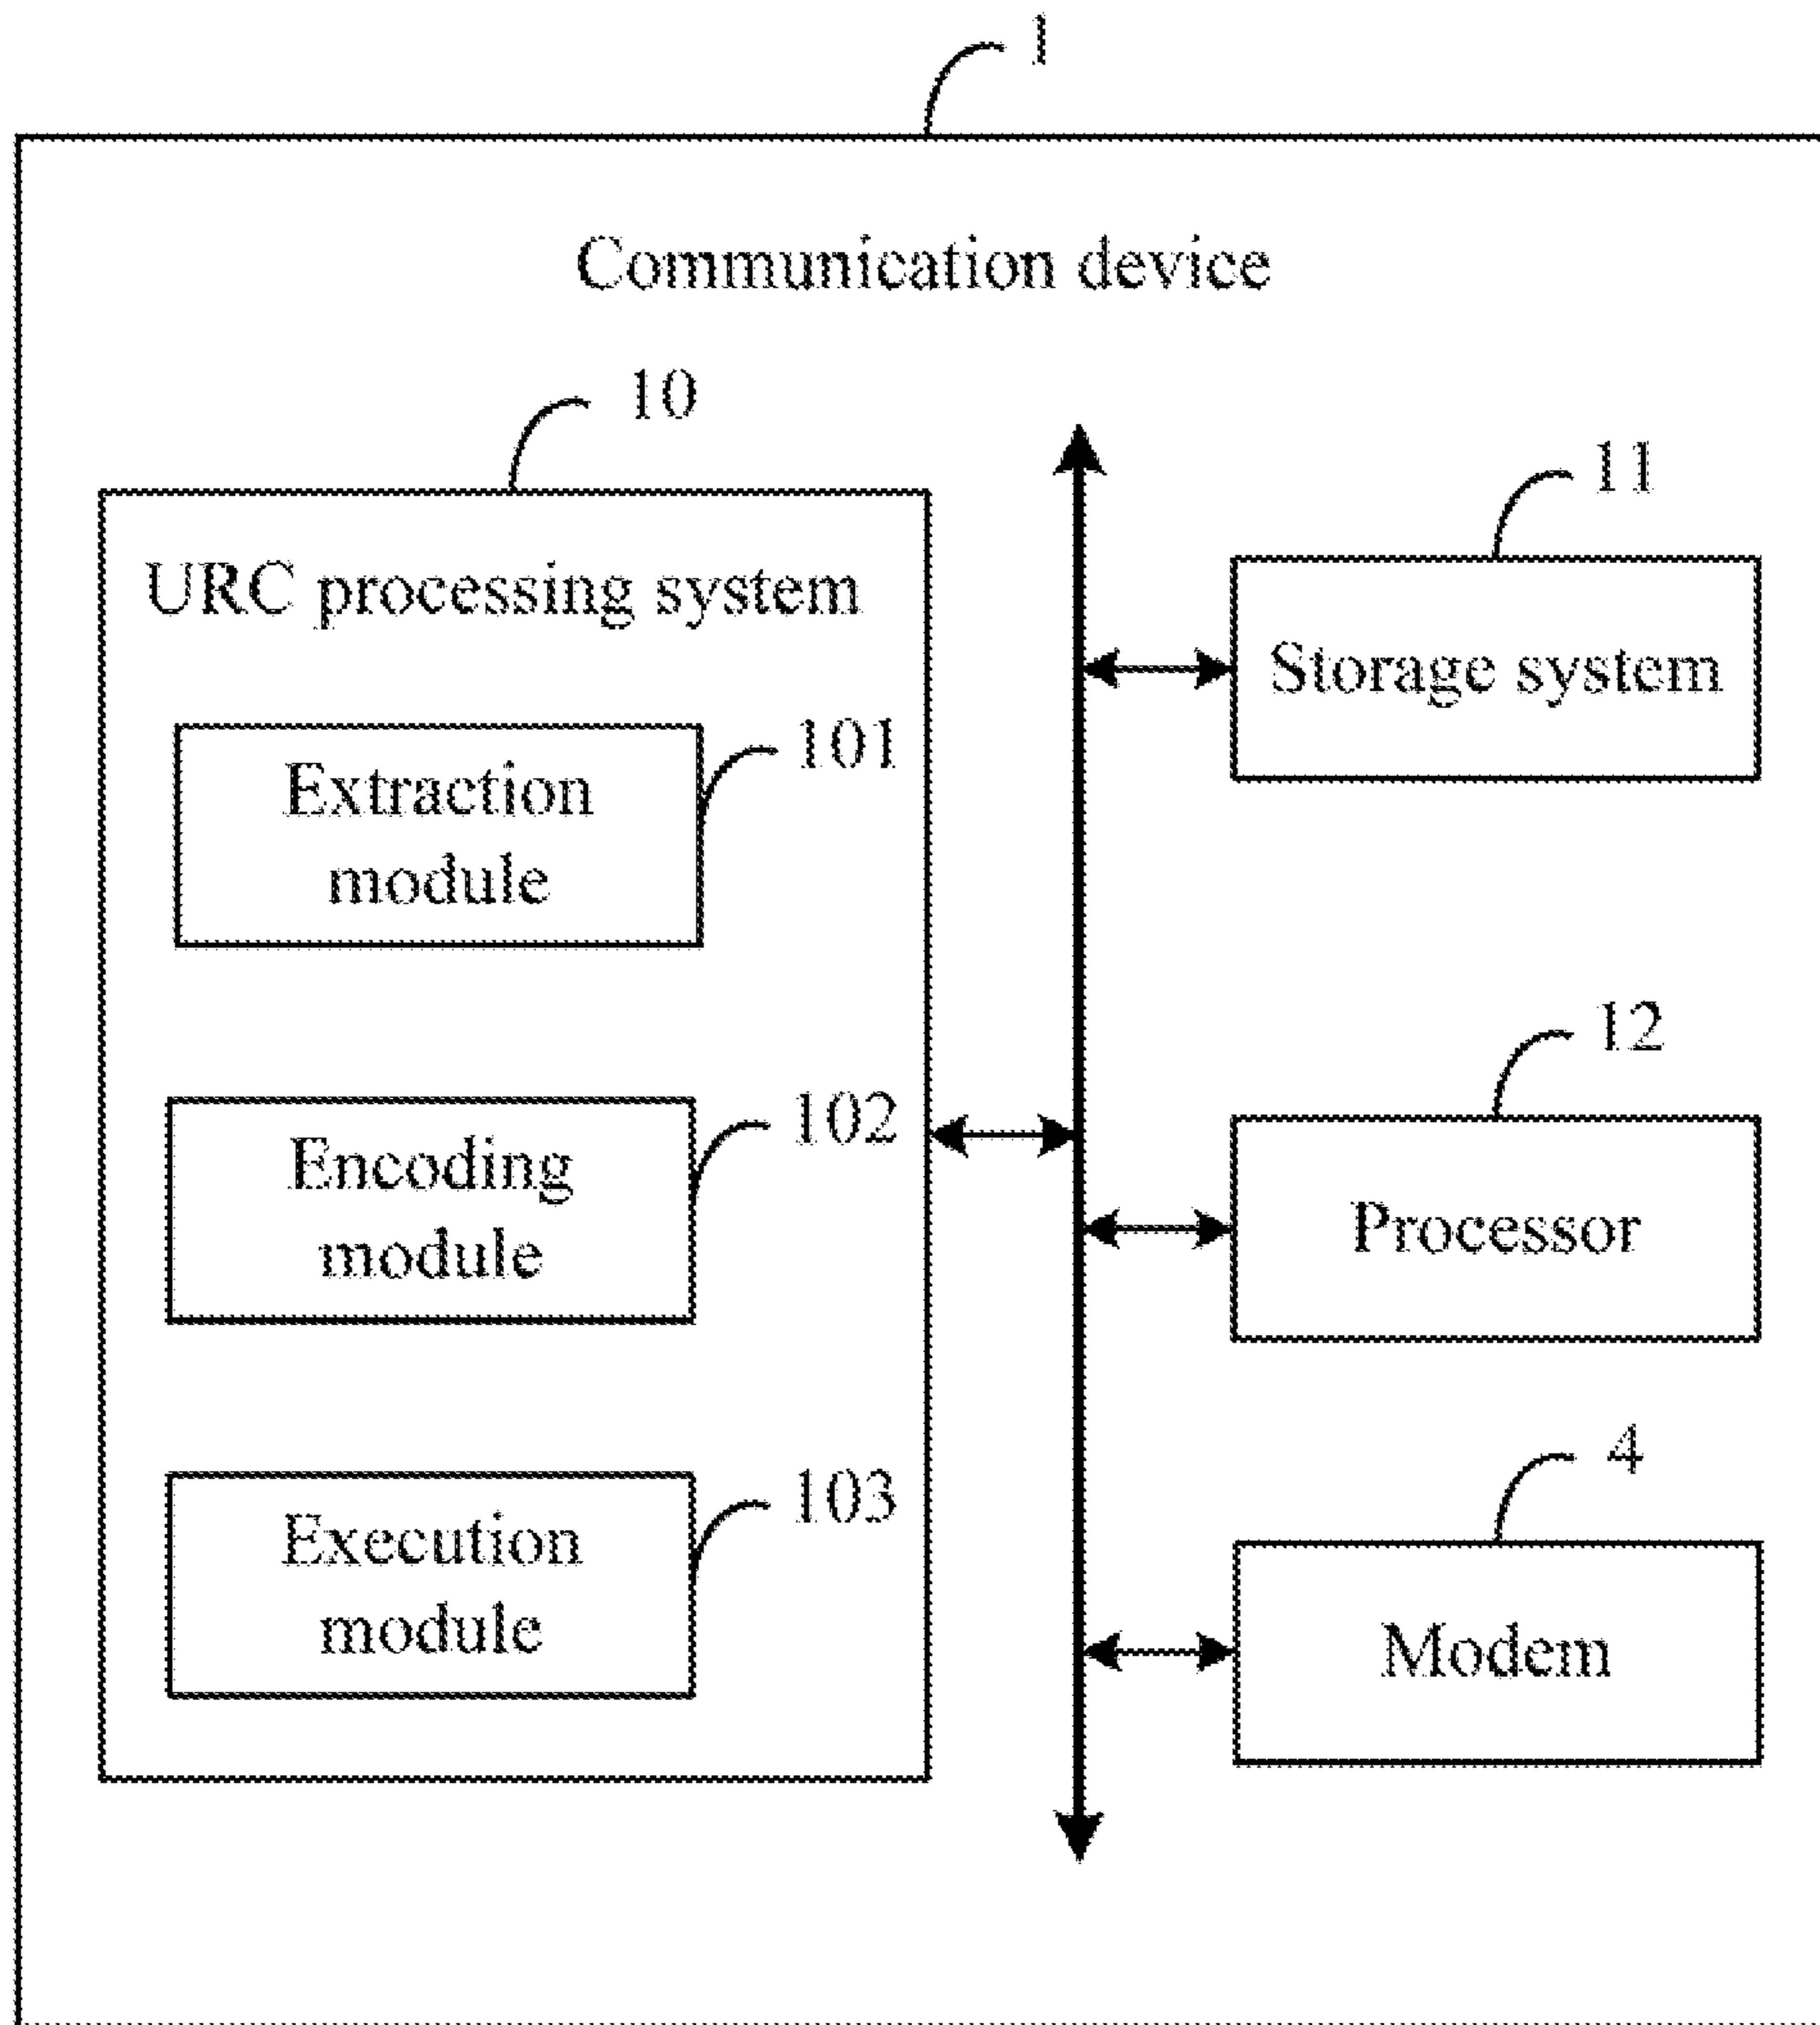 1
Communication device
10
URC processing system
101
Extraction
module
102
Encoding
module
103
Execution
module
11
Storage system
12
Processor
4
Modem